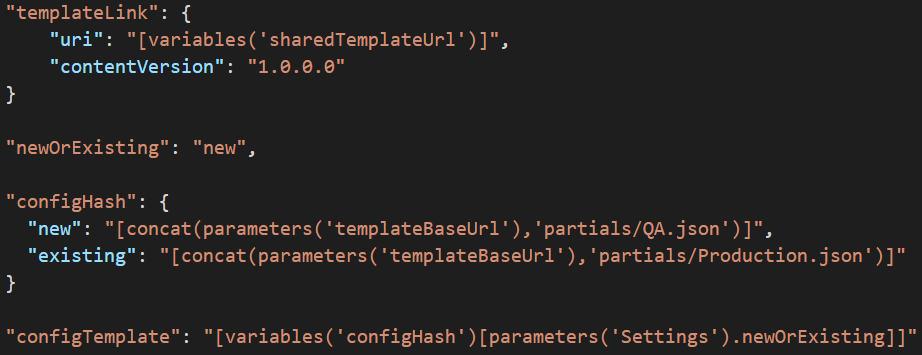 "templateLink": {
    "uri": "[variables('sharedTemplateUrl')]",
    "contentVersion": "1.0.0.0"
}
"newOrExisting": "new",
"configHash": {
  "new": "[concat(parameters('templateBaseUrl'),'partials/QA.json')]",
  "existing": "[concat(parameters('templateBaseUrl'),'partials/Production.json')]"
}
"configTemplate": "[variables('configHash')[parameters('Settings').newOrExisting]]"